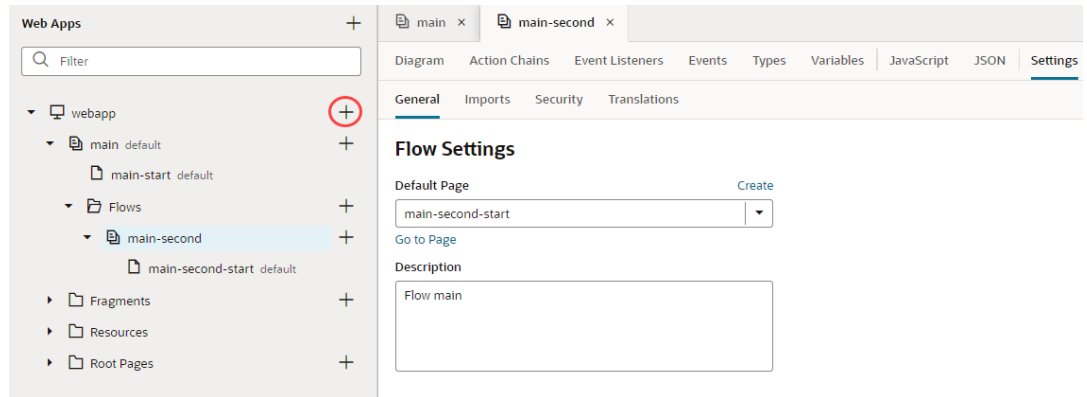 Web Apps
Filter
webapp
main default
main-start default
Flows
main-second
main-second-start default
Fragments
Resources
Root Pages
main × main-second ×
Diagram Action Chains Event Listeners Events Types Variables JavaScript JSON Settings
General Imports Security Translations
Flow Settings
Default Page Create
main-second-start
Go to Page
Description
Flow main